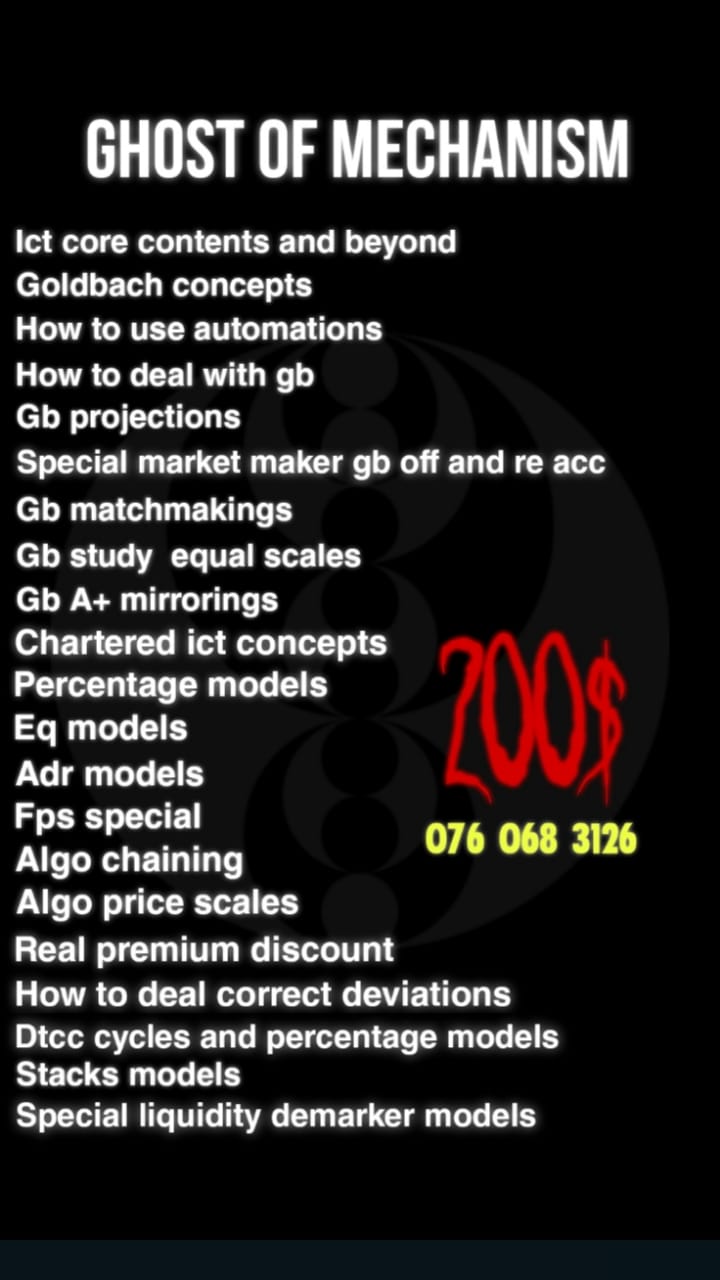 GHOST OF MECHANISM
Ict core contents and beyond
Goldbach concepts
How to use automations
How to deal with gb
Gb projections
Special market maker gb off and re acc
Gb matchmakings
Gb study  equal scales
Gb A+ mirrorings
Chartered ict concepts
Percentage models
Eq models
Adr models
Fps special
Algo chaining
Algo price scales
Real premium discount
How to deal correct deviations
Dtcc cycles and percentage models
Stacks models
Special liquidity demarker models
200$
076 068 3126